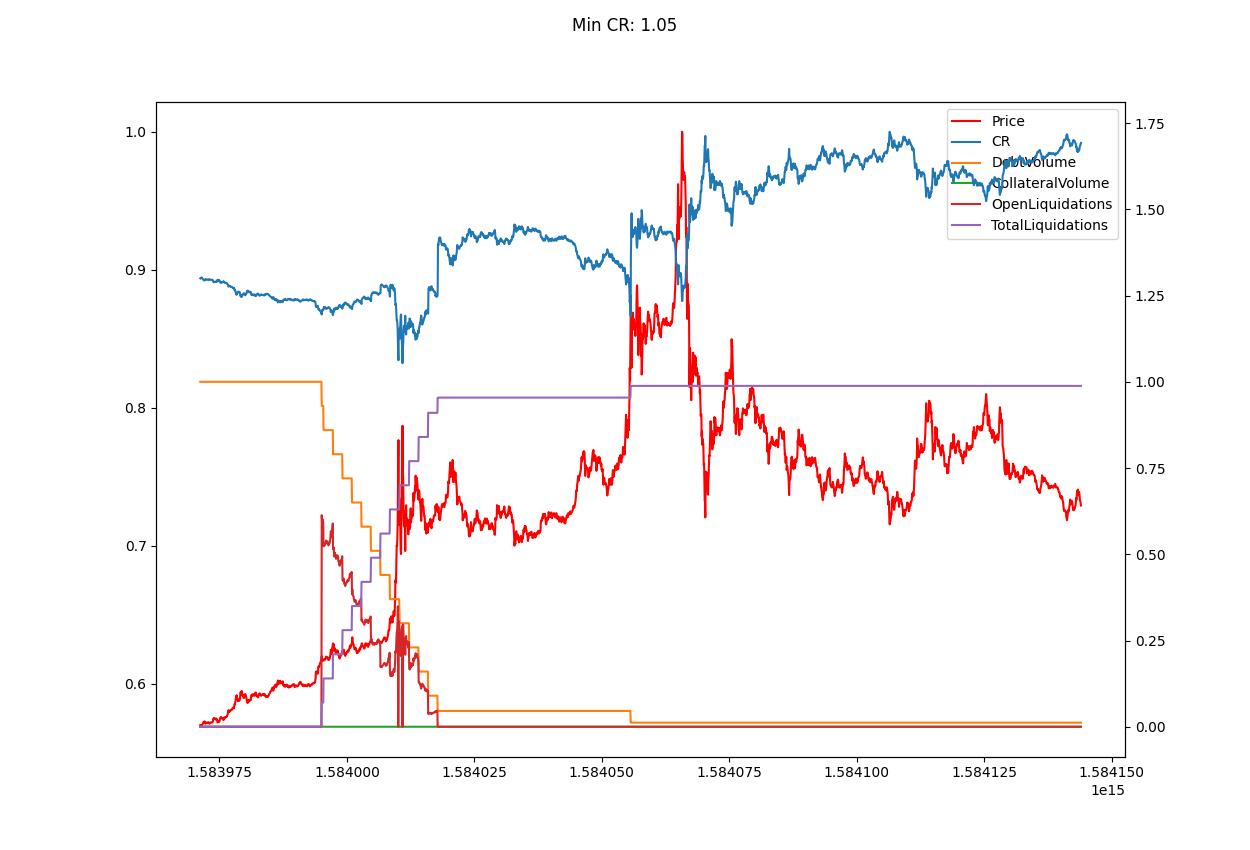 Min CR: 1.05
1.0
0.9
0.8
0.7
0.6
1.75
1.50
1.25
1.00
0.75
0.50
0.25
0.00
Price
CR
DebtVolume
CollateralVolume
OpenLiquidations
TotalLiquidations
1.583975 1.584000 1.584025 1.584050 1.584075 1.584100 1.584125 1.584150
1e15